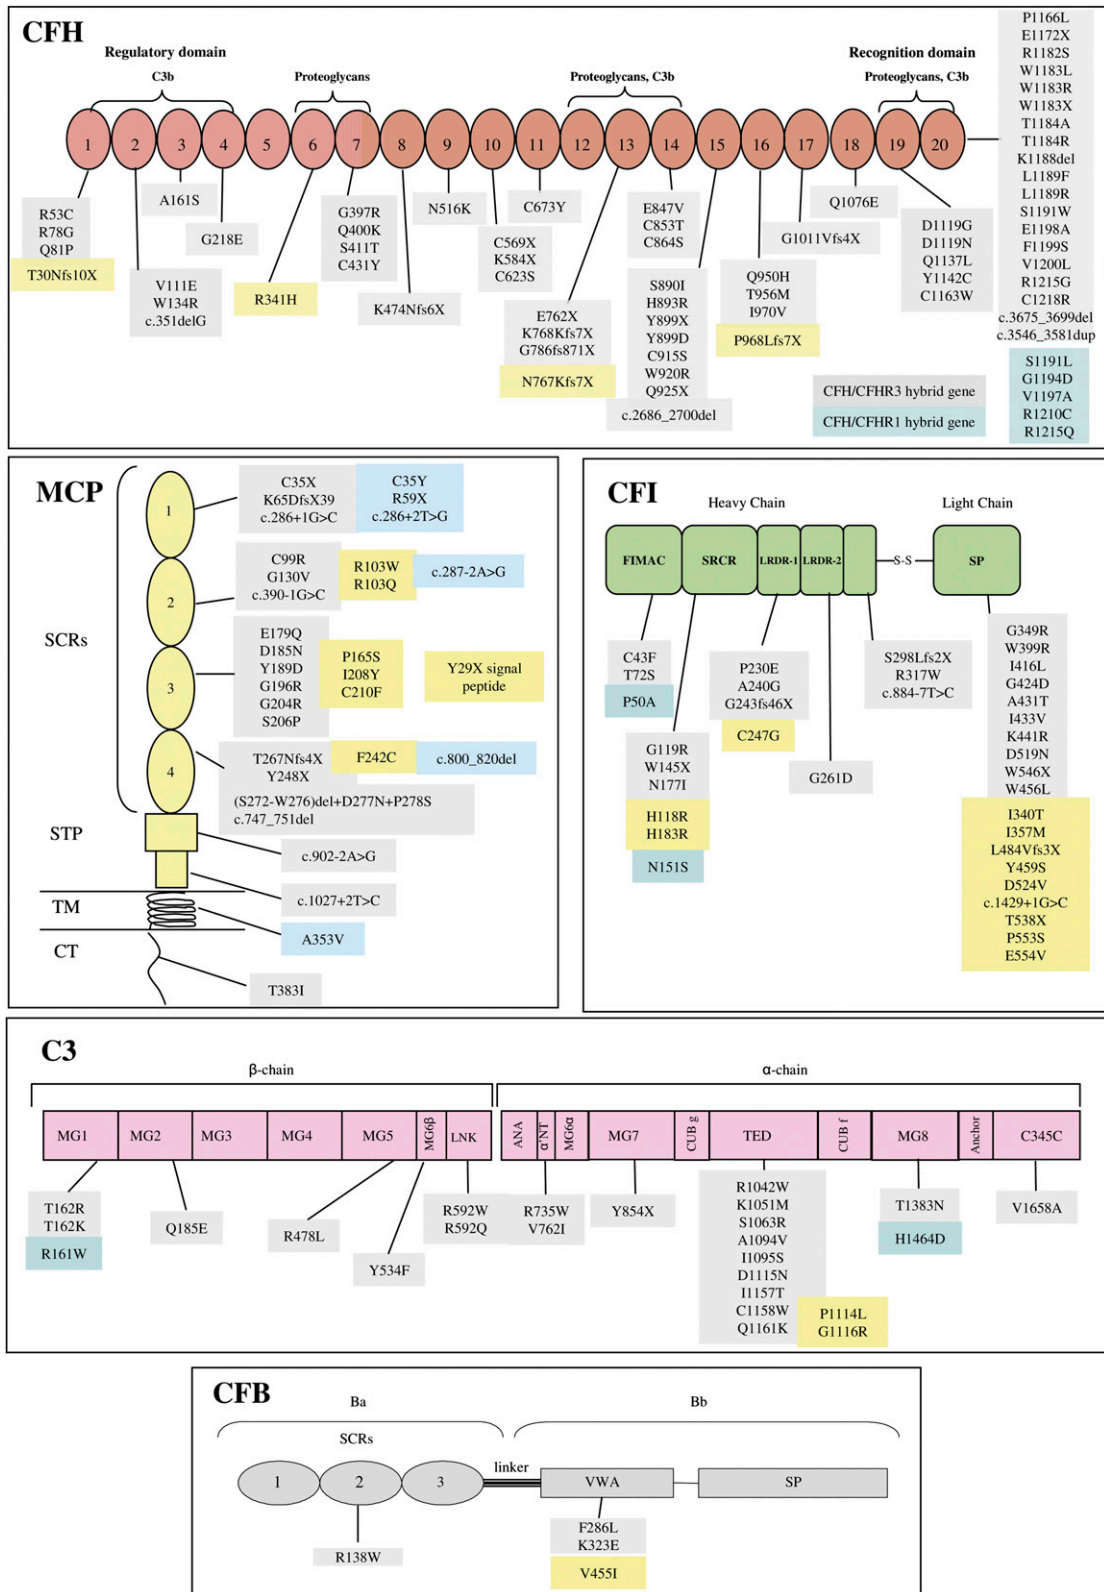 CFH
Regulatory domain
C3b
Proteoglycans
Proteoglycans, C3b
Recognition domain
Proteoglycans, C3b
1 2 3 4 5 6 7 8 9 10 11 12 13 14 15 16 17 18 19 20
R53C
R78G
Q81P
T30Nfs10X
V111E
W134R
c.351delG
A161S
G218E
R341H
G397R
Q400K
S411T
C431Y
K474Nfs6X
N516K
C569X
K584X
C623S
C673Y
E762X
K768Kfs7X
G786fs871X
N767Kfs7X
E847V
C853T
C864S
S890I
H893R
Y899X
Y899D
C915S
W920R
Q925X
c.2686_2700del
Q950H
T956M
I970V
P968Lfs7X
G1011Vfs4X
Q1076E
D1119G
D1119N
Q1137L
Y1142C
C1163W
P1166L
E1172X
R1182S
W1183L
W1183R
W1183X
T1184A
T1184R
K1188del
L1189F
L1189R
S1191W
E1198A
F1199S
V1200L
R1215G
C1218R
c.3675_3699del
c.3546_3581dup
S1191L
G1194D
V1197A
R1210C
R1215Q
CFH/CFHR3 hybrid gene
CFH/CFHR1 hybrid gene
MCP
SCRs
1
C35X
K65DfsX39
c.286+1G>C
C35Y
R59X
c.286+2T>G
2
C99R
G130V
c.390-1G>C
R103W
R103Q
c.287-2A>G
3
E179Q
D185N
Y189D
G196R
G204R
S206P
P165S
I208Y
C210F
Y29X signal
peptide
4
T267Nfs4X
Y248X
(S272-W276)del+D277N+P278S
c.747_751del
F242C
c.800_820del
STP
c.902-2A>G
c.1027+2T>C
TM
A353V
CT
T383I
CFI
Heavy Chain
Light Chain
FIMAC SRCR LRDR-1 LRDR-2 S-S SP
C43F
T72S
P50A
G119R
W145X
N177I
H118R
H183R
N151S
P230E
A240G
G243fs46X
C247G
G261D
S298Lfs2X
R317W
c.884-7T>C
G349R
W399R
I416L
G424D
A431T
I433V
K441R
D519N
W546X
W456L
I340T
I357M
L484Vfs3X
Y459S
D524V
c.1429+1G>C
T538X
P553S
E554V
C3
β-chain
α-chain
MG1 MG2 MG3 MG4 MG5 MG6β LNK ANA α'NT MG6α MG7 CUB g TED CUB f MG8 Anchor C345C
T162R
T162K
R161W
Q185E
R478L
Y534F
R592W
R592Q
R735W
V762I
Y854X
R1042W
K1051M
S1063R
A1094V
I1095S
D1115N
I1157T
C1158W
Q1161K
P1114L
G1116R
T1383N
H1464D
V1658A
CFB
Ba
Bb
SCRs
linker
1 2 3 VWA SP
R138W
F286L
K323E
V455I